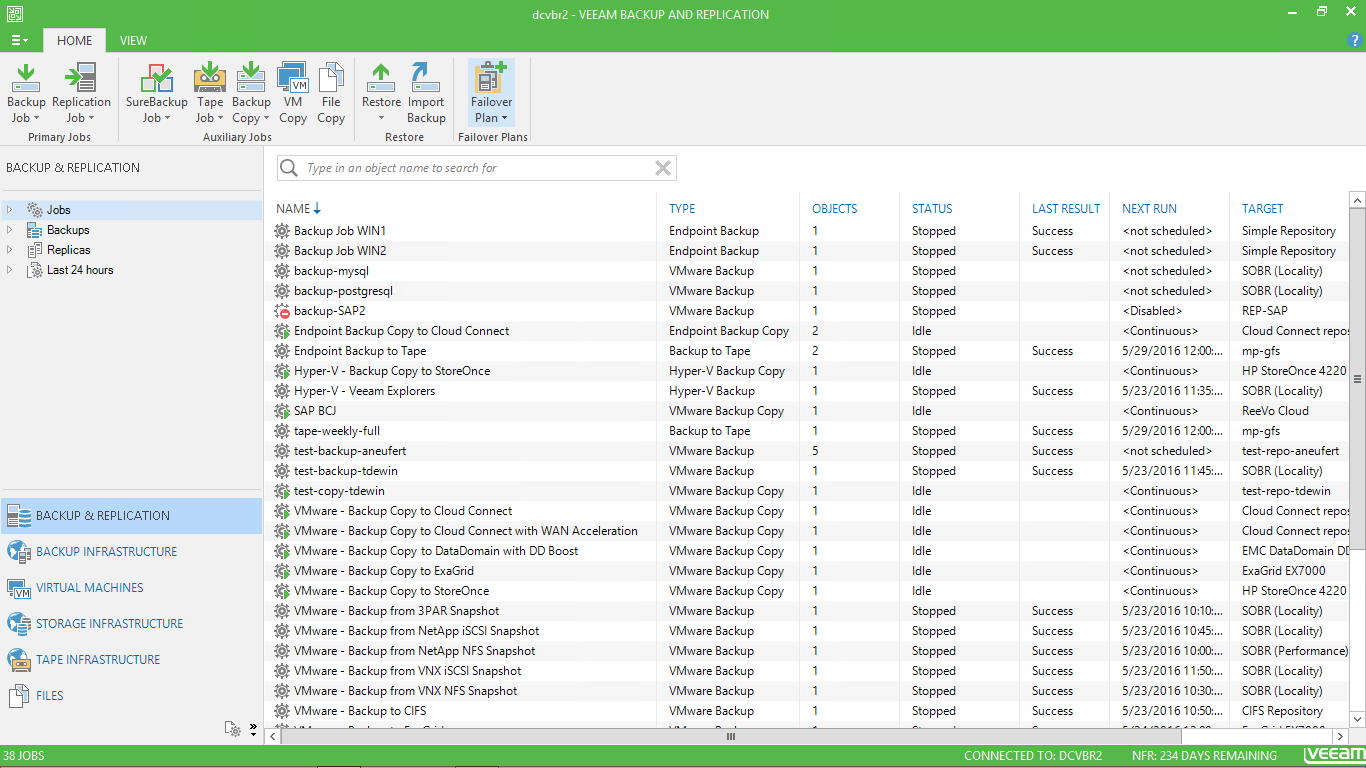 dcvbr2 - VEEAM BACKUP AND REPLICATION
HOME VIEW
Backup Job Replication Job SureBackup Job Tape Job Backup Copy VM Copy File Copy Restore Import Backup Failover Plan
Primary Jobs Auxiliary Jobs Restore Failover Plans
BACKUP & REPLICATION
Type in an object name to search for
Jobs
Backups
Replicas
Last 24 hours
BACKUP & REPLICATION
BACKUP INFRASTRUCTURE
VIRTUAL MACHINES
STORAGE INFRASTRUCTURE
TAPE INFRASTRUCTURE
FILES
NAME TYPE OBJECTS STATUS LAST RESULT NEXT RUN TARGET
Backup Job WIN1 Endpoint Backup 1 Stopped Success <not scheduled> Simple Repository
Backup Job WIN2 Endpoint Backup 1 Stopped Success <not scheduled> Simple Repository
backup-mysql VMware Backup 1 Stopped <not scheduled> SOBR (Locality)
backup-postgresql VMware Backup 1 Stopped <not scheduled> SOBR (Locality)
backup-SAP2 VMware Backup 1 Stopped <Disabled> REP-SAP
Endpoint Backup Copy to Cloud Connect Endpoint Backup Copy 2 Idle <Continuous> Cloud Connect repos
Endpoint Backup to Tape Backup to Tape 2 Stopped Success 5/29/2016 12:00:... mp-gfs
Hyper-V - Backup Copy to StoreOnce Hyper-V Backup Copy 1 Idle <Continuous> HP StoreOnce 4220
Hyper-V - Veeam Explorers Hyper-V Backup 1 Stopped Success 5/23/2016 11:35:... SOBR (Locality)
SAP BCJ VMware Backup Copy 1 Idle <Continuous> ReeVo Cloud
tape-weekly-full Backup to Tape 1 Stopped Success 5/29/2016 12:00:... mp-gfs
test-backup-aneufert VMware Backup 5 Stopped Success <not scheduled> test-repo-aneufert
test-backup-tdewin VMware Backup 1 Stopped Success 5/23/2016 11:45:... SOBR (Locality)
test-copy-tdewin VMware Backup Copy 1 Idle <Continuous> test-repo-tdewin
VMware - Backup Copy to Cloud Connect VMware Backup Copy 1 Idle <Continuous> Cloud Connect repos
VMware - Backup Copy to Cloud Connect with WAN Acceleration VMware Backup Copy 1 Idle <Continuous> Cloud Connect repos
VMware - Backup Copy to DataDomain with DD Boost VMware Backup Copy 1 Idle <Continuous> EMC DataDomain DD
VMware - Backup Copy to ExaGrid VMware Backup Copy 1 Idle <Continuous> ExaGrid EX7000
VMware - Backup Copy to StoreOnce VMware Backup Copy 1 Idle <Continuous> HP StoreOnce 4220
VMware - Backup from 3PAR Snapshot VMware Backup 1 Stopped Success 5/23/2016 10:10:... SOBR (Locality)
VMware - Backup from NetApp iSCSI Snapshot VMware Backup 1 Stopped Success 5/23/2016 10:45:... SOBR (Locality)
VMware - Backup from NetApp NFS Snapshot VMware Backup 1 Stopped Success 5/23/2016 10:00:... SOBR (Performance)
VMware - Backup from VNX iSCSI Snapshot VMware Backup 1 Stopped Success 5/23/2016 11:50:... SOBR (Locality)
VMware - Backup from VNX NFS Snapshot VMware Backup 1 Stopped Success 5/23/2016 10:30:... SOBR (Locality)
VMware - Backup to CIFS VMware Backup 1 Stopped Success 5/23/2016 10:50:... CIFS Repository
38 JOBS CONNECTED TO: DCVBR2 NFR: 234 DAYS REMAINING veeam